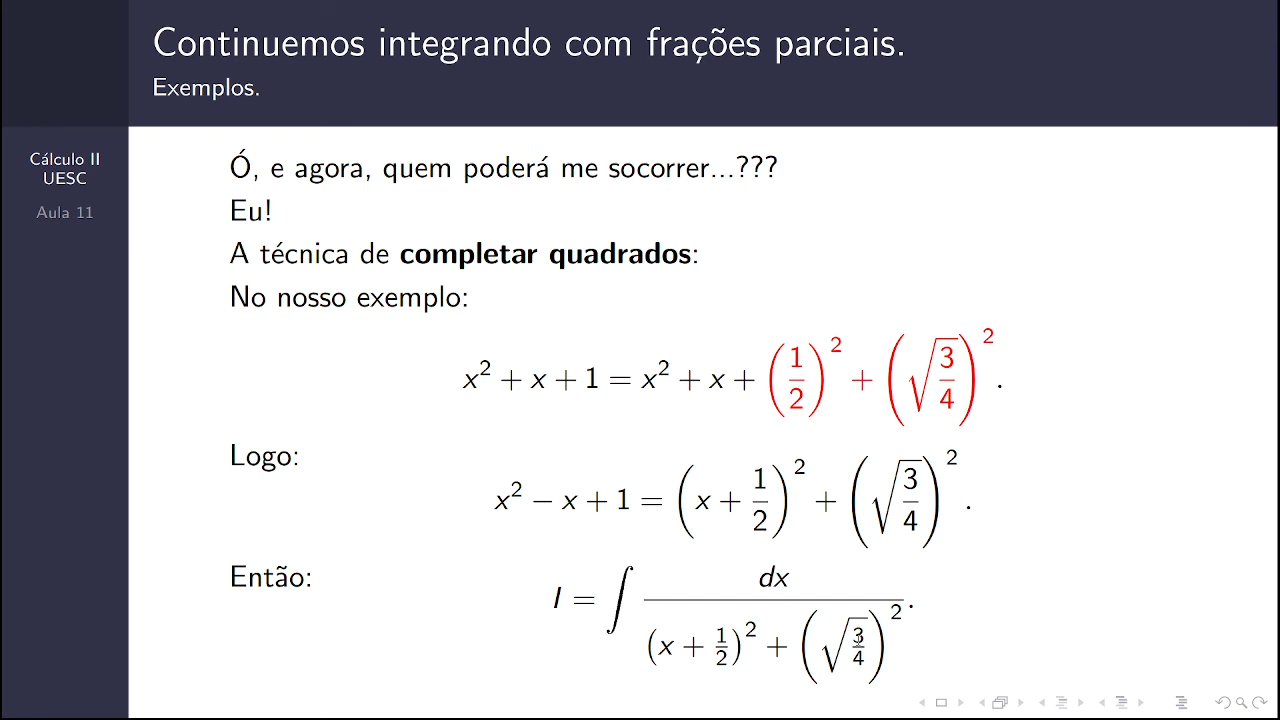 Continuemos integrando com frações parciais.
Exemplos.
Cálculo II
UESC
Aula 11
Ó, e agora, quem poderá me socorrer...???
Eu!
A técnica de completar quadrados:
No nosso exemplo:
x² + x + 1 = x² + x + (1/2)² + (√(3/4))².
Logo:
x² − x + 1 = (x + 1/2)² + (√(3/4))².
Então:
I = ∫ dx / ((x + 1/2)² + (√(3/4))²).